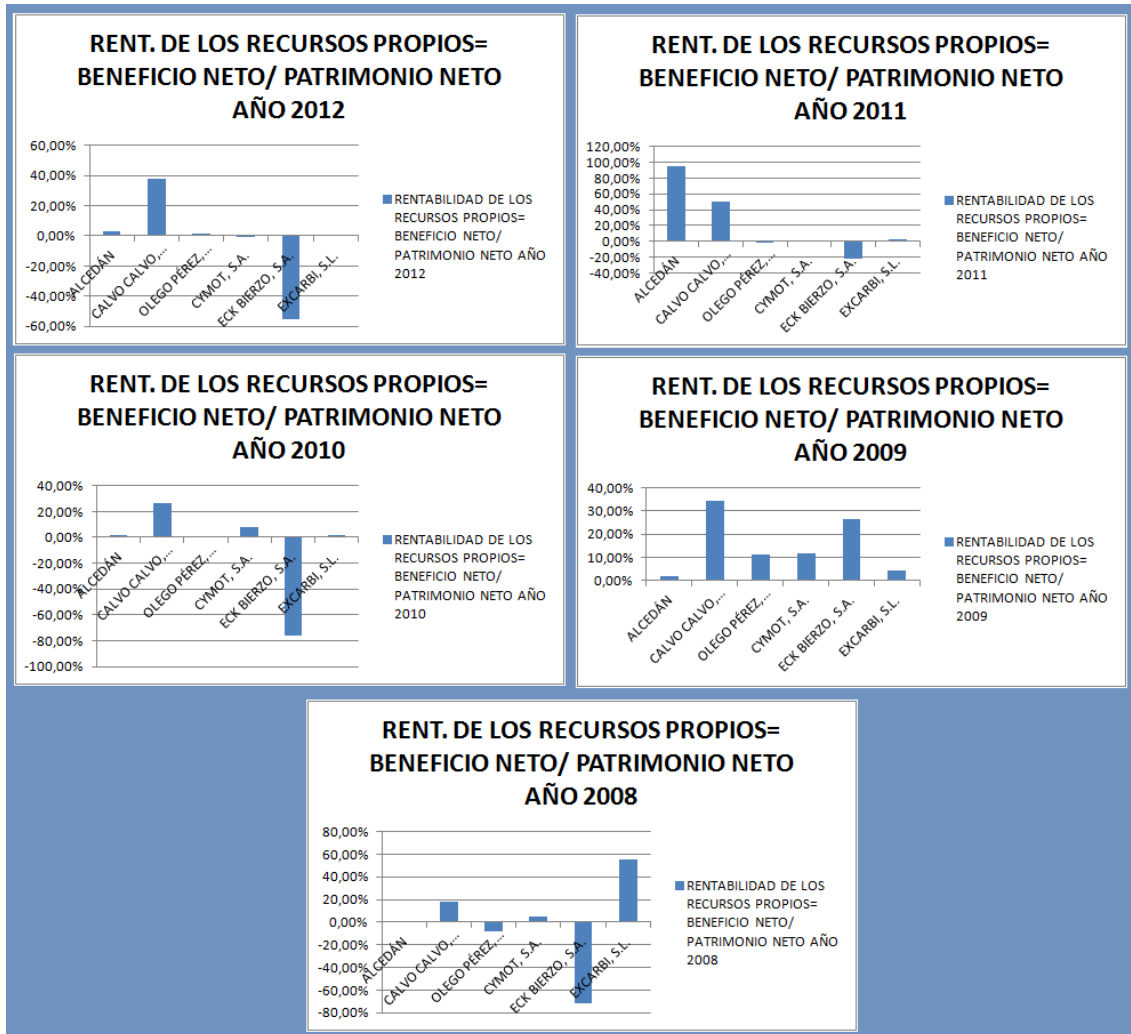 RENT. DE LOS RECURSOS PROPIOS=
BENEFICIO NETO/ PATRIMONIO NETO
AÑO 2012
60,00%
40,00%
20,00%
0,00%
-20,00%
-40,00%
-60,00%
ALCEDÁN
CALVO CALVO,...
OLEGO PÉREZ,...
CYMOT, S.A.
ECK BIERZO, S.A.
EXCARBI, S.L.
RENTABILIDAD DE LOS
RECURSOS PROPIOS=
BENEFICIO NETO/
PATRIMONIO NETO AÑO
2012
RENT. DE LOS RECURSOS PROPIOS=
BENEFICIO NETO/ PATRIMONIO NETO
AÑO 2011
120,00%
100,00%
80,00%
60,00%
40,00%
20,00%
0,00%
-20,00%
-40,00%
ALCEDÁN
CALVO CALVO,...
OLEGO PÉREZ,...
CYMOT, S.A.
ECK BIERZO, S.A.
EXCARBI, S.L.
RENTABILIDAD DE LOS
RECURSOS PROPIOS=
BENEFICIO NETO/
PATRIMONIO NETO AÑO
2011
RENT. DE LOS RECURSOS PROPIOS=
BENEFICIO NETO/ PATRIMONIO NETO
AÑO 2010
40,00%
20,00%
0,00%
-20,00%
-40,00%
-60,00%
-80,00%
-100,00%
ALCEDÁN
CALVO CALVO,...
OLEGO PÉREZ,...
CYMOT, S.A.
ECK BIERZO, S.A.
EXCARBI, S.L.
RENTABILIDAD DE LOS
RECURSOS PROPIOS=
BENEFICIO NETO/
PATRIMONIO NETO AÑO
2010
RENT. DE LOS RECURSOS PROPIOS=
BENEFICIO NETO/ PATRIMONIO NETO
AÑO 2009
40,00%
30,00%
20,00%
10,00%
0,00%
ALCEDÁN
CALVO CALVO,...
OLEGO PÉREZ,...
CYMOT, S.A.
ECK BIERZO, S.A.
EXCARBI, S.L.
RENTABILIDAD DE LOS
RECURSOS PROPIOS=
BENEFICIO NETO/
PATRIMONIO NETO AÑO
2009
RENT. DE LOS RECURSOS PROPIOS=
BENEFICIO NETO/ PATRIMONIO NETO
AÑO 2008
80,00%
60,00%
40,00%
20,00%
0,00%
-20,00%
-40,00%
-60,00%
-80,00%
ALCEDÁN
CALVO CALVO,...
OLEGO PÉREZ,...
CYMOT, S.A.
ECK BIERZO, S.A.
EXCARBI, S.L.
RENTABILIDAD DE LOS
RECURSOS PROPIOS=
BENEFICIO NETO/
PATRIMONIO NETO AÑO
2008